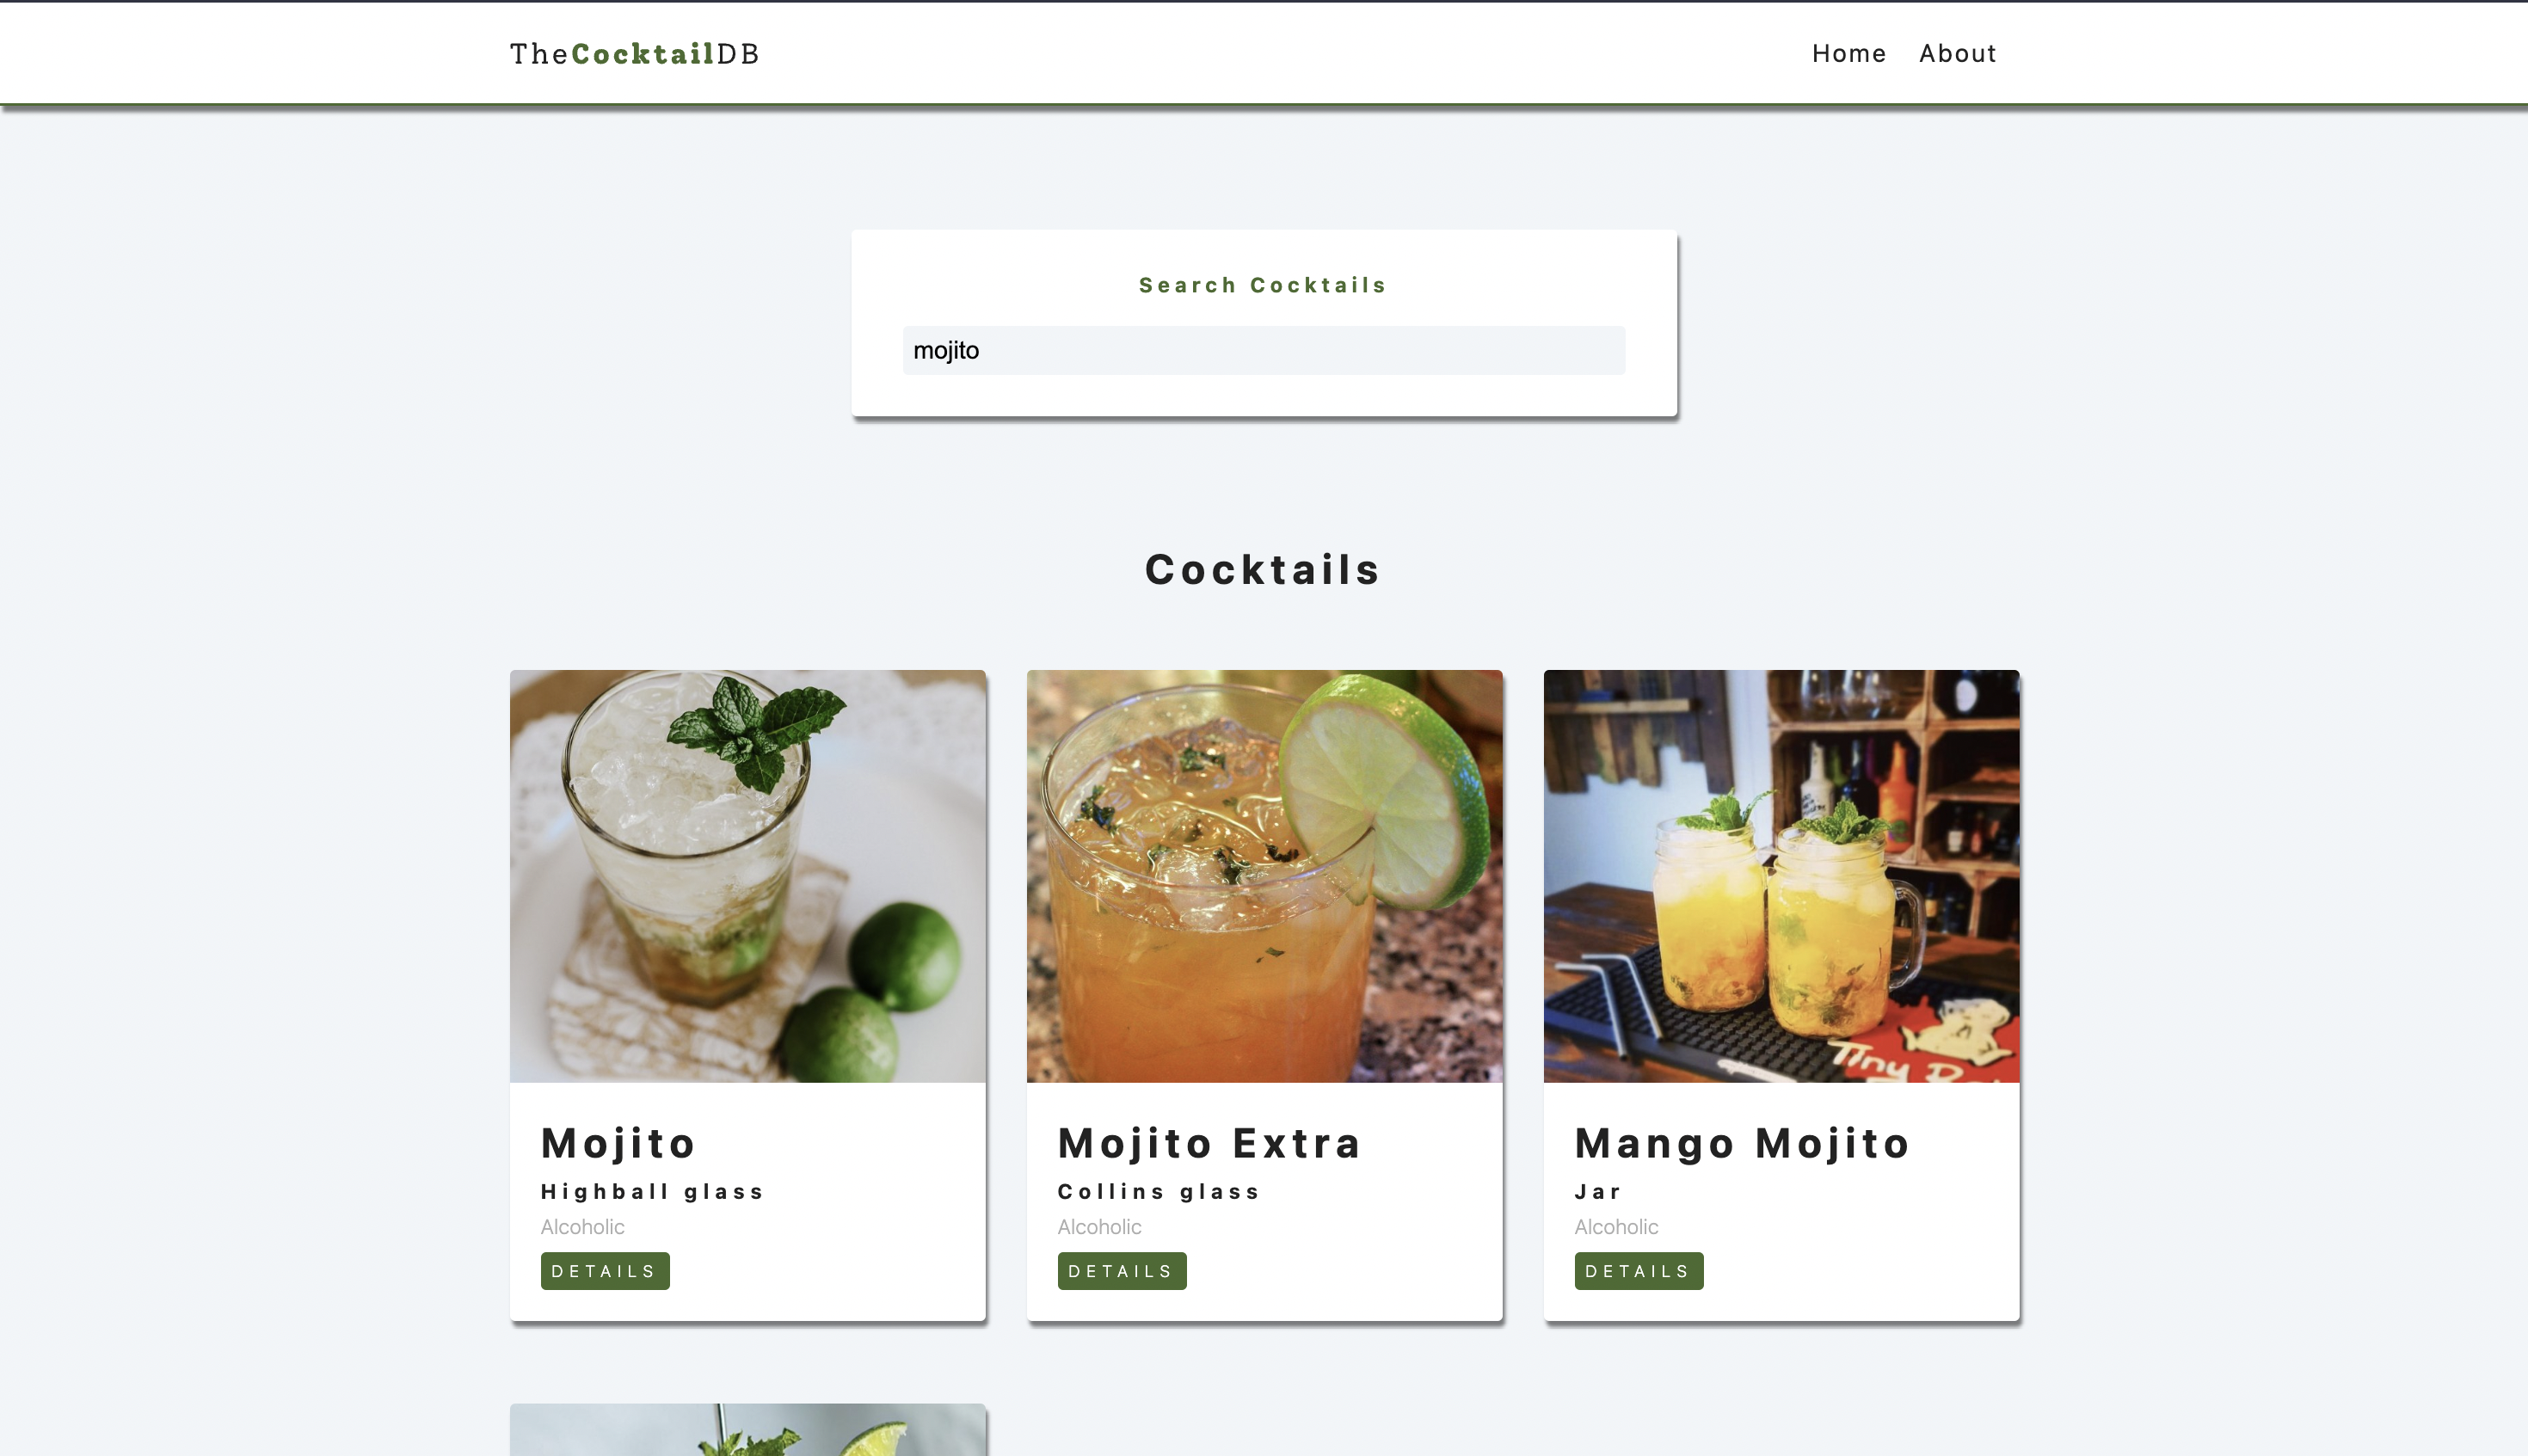 TheCocktailDB
Home About
Search Cocktails
mojito
Cocktails
Mojito
Highball glass
Alcoholic
DETAILS
Mojito Extra
Collins glass
Alcoholic
DETAILS
Mango Mojito
Jar
Alcoholic
DETAILS
Tiny